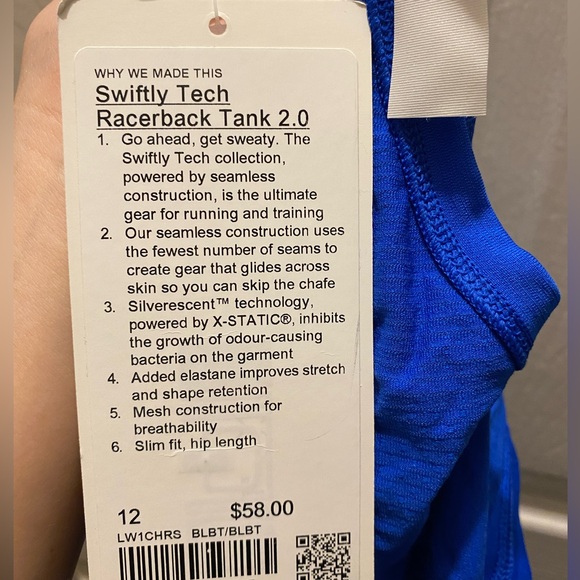 WHY WE MADE THIS
Swiftly Tech
Racerback Tank 2.0
1. Go ahead, get sweaty. The
Swiftly Tech collection,
powered by seamless
construction, is the ultimate
gear for running and training
2. Our seamless construction uses
the fewest number of seams to
create gear that glides across
skin so you can skip the chafe
3. Silverescent™ technology,
powered by X-STATIC®, inhibits
the growth of odour-causing
bacteria on the garment
4. Added elastane improves stretch
and shape retention
5. Mesh construction for
breathability
6. Slim fit, hip length
12 $58.00
LW1CHRS BLBT/BLBT